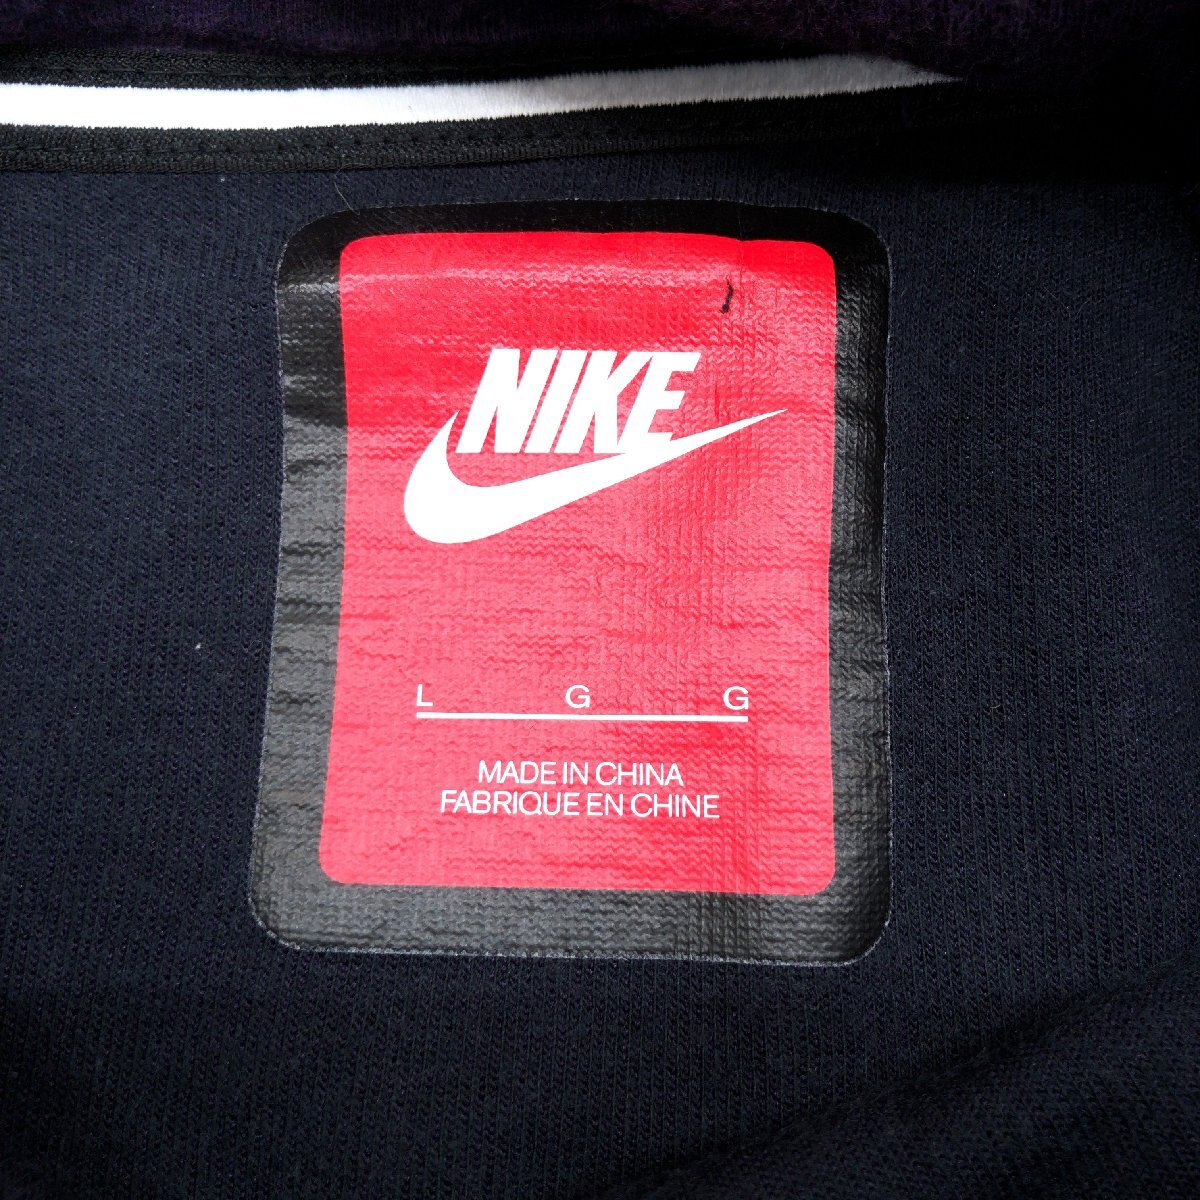 NIKE
L G G
MADE IN CHINA
FABRIQUE EN CHINE